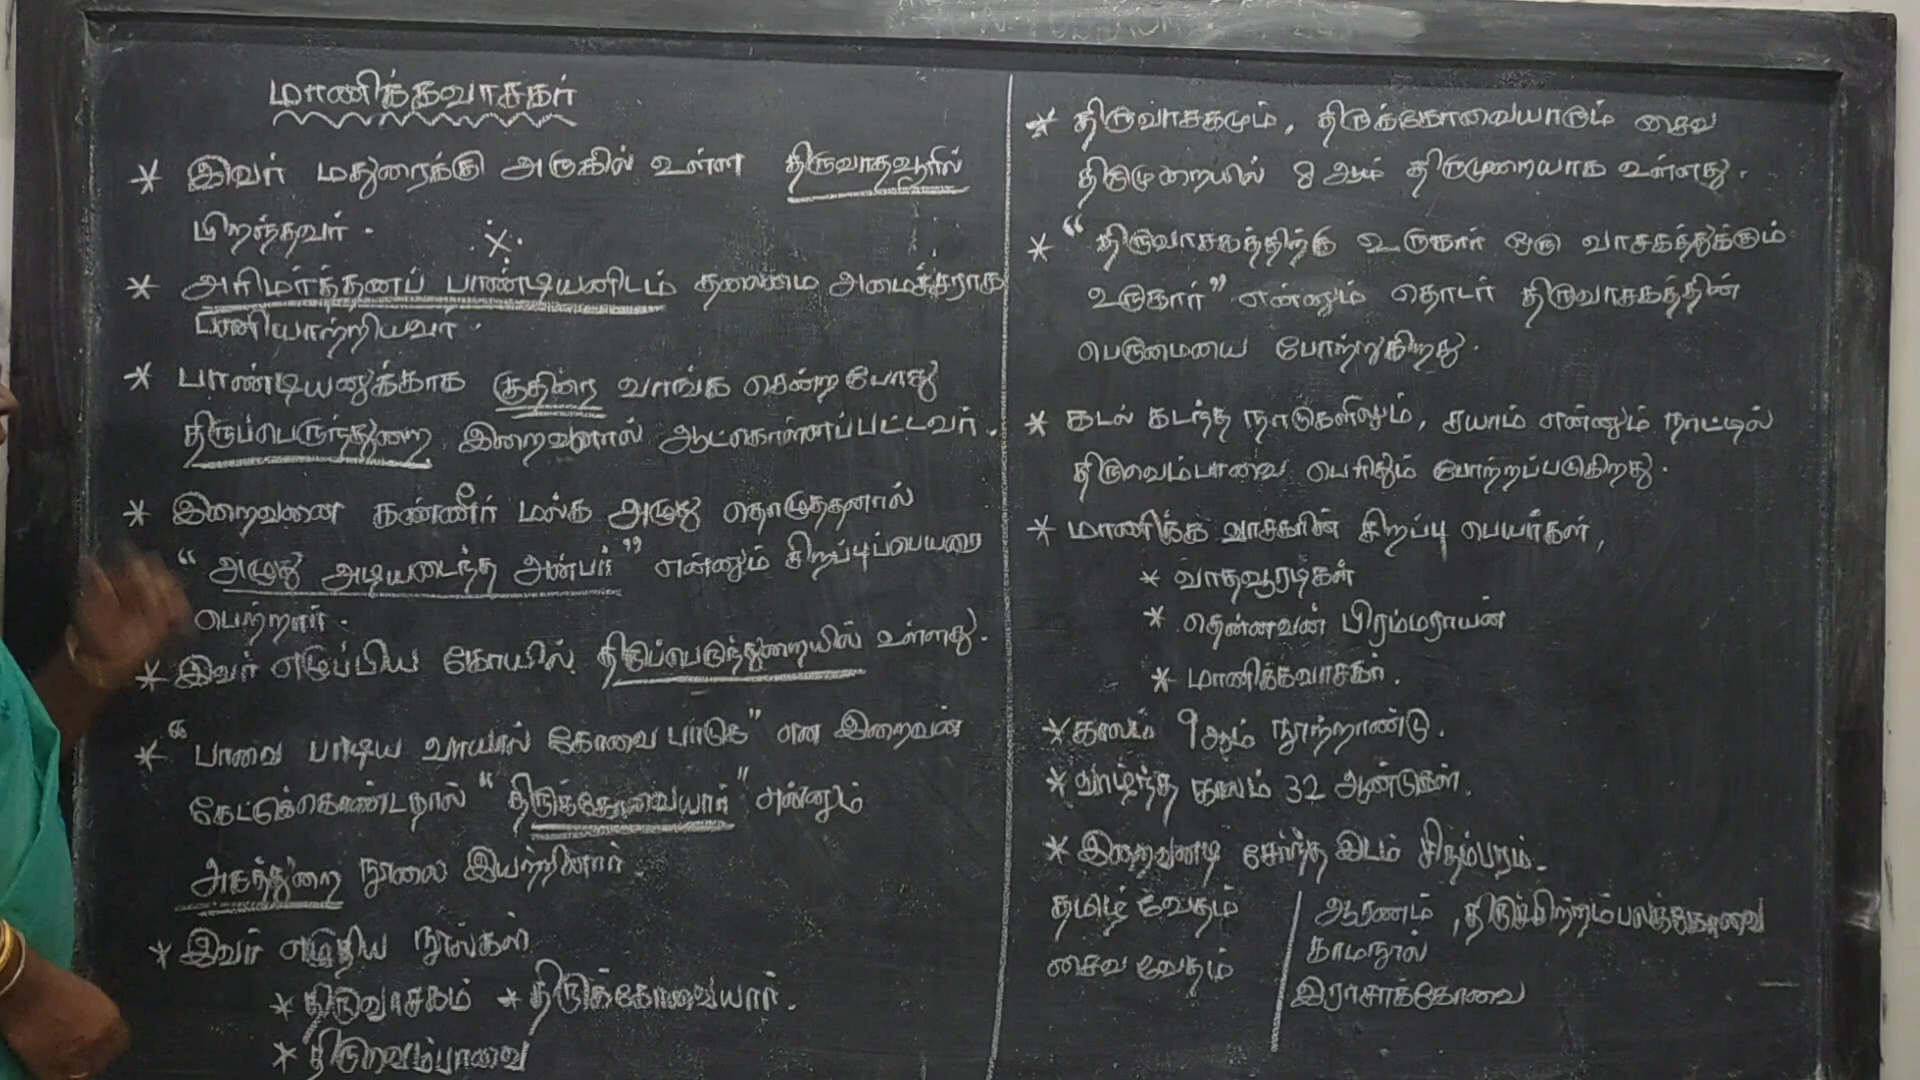 மாணிக்கவாசகர்
* இவர் மதுரைக்கு அருகில் உள்ள திருவாதவூரில்
பிறந்தவர்.
* அரிமர்த்தனப் பாண்டியனிடம் தலைமை அமைச்சராக
பணியாற்றியவர்.
* பாண்டியனுக்காக குதிரை வாங்க சென்ற போது
திருப்பெருந்துறை இறைவனால் ஆட்கொள்ளப்பட்டவர்.
* இறைவனை கண்ணீர் மல்க அழுது தொழுததனால்
" அழுது அடியடைந்த அன்பர் " என்னும் சிறப்புப்பெயரை
பெற்றார்.
* இவர் எழுப்பிய கோயில் திருப்பெருந்துறையில் உள்ளது.
* " பாவை பாடிய வாயால் கோவை பாடுக " என இறைவன்
கேட்டுக்கொண்டதால் " திருக்கோவையார் " என்னும்
அகத்துறை நூலை இயற்றினார்.
* இவர் எழுதிய நூல்கள்
* திருவாசகம் * திருக்கோவையார்.
* திருவெம்பாவை
* திருவாசகமும், திருக்கோவையாரும் சைவ
திருமுறையில் 8 ஆம் திருமுறையாக உள்ளது.
* " திருவாசகத்திற்கு உருகார் ஒரு வாசகத்துக்கும்
உருகார்" என்னும் தொடர் திருவாசகத்தின்
பெருமையை போற்றுகிறது.
* கடல் கடந்த நாடுகளிலும், சயாம் என்னும் நாட்டில்
திருவெம்பாவை பெரிதும் போற்றப்படுகிறது.
* மாணிக்க வாசகரின் சிறப்பு பெயர்கள்,
* வாதவூரடிகள்
* தென்னவன் பிரம்மராயன்
* மாணிக்கவாசகர்.
* காலம் 9 ஆம் நூற்றாண்டு.
* வாழ்ந்த காலம் 32 ஆண்டுகள்.
* இறைவனடி சேர்ந்த இடம் சிதம்பரம்.
தமிழ் வேதம்
சைவ வேதம்
ஆரணம், திருச்சிற்றம்பலக்கோவை
காமநூல்
இராசாக்கோவை